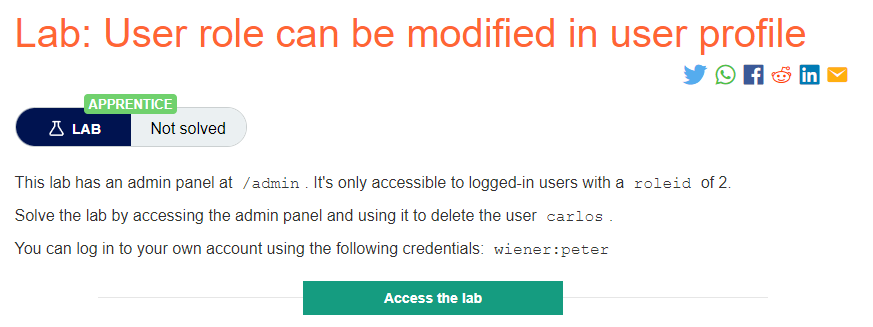 Lab: User role can be modified in user profile
APPRENTICE
LAB Not solved
This lab has an admin panel at /admin . It's only accessible to logged-in users with a roleid of 2.
Solve the lab by accessing the admin panel and using it to delete the user carlos .
You can log in to your own account using the following credentials: wiener:peter
Access the lab